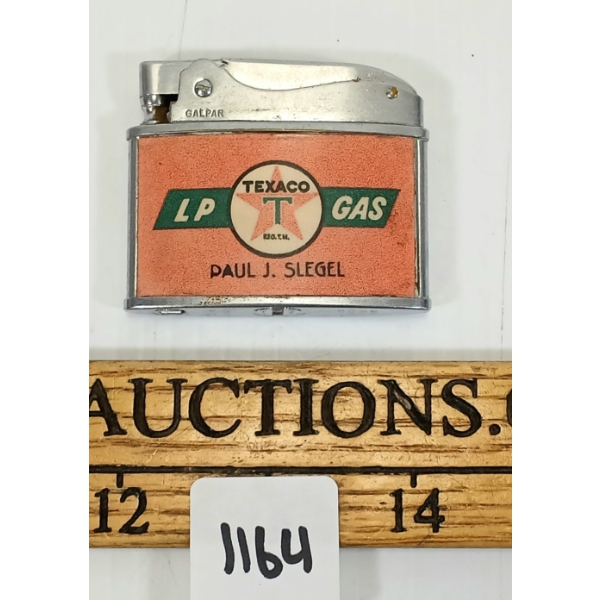 GALPAR
TEXACO
LP T GAS
REG. T.M.
PAUL J. SLEGEL
AUCTIONS.
12 14
1164